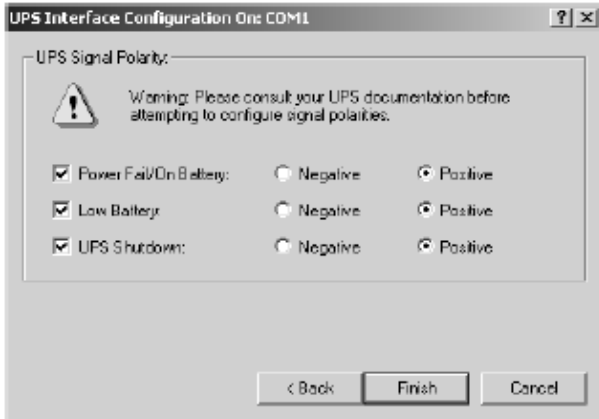 UPS Interface Configuration On: COM1
? ×
UPS Signal Polarity:
Warning: Please consult your UPS documentation before
attempting to configure signal polarities.
Power Fail/On Battery: Negative Positive
Low Battery: Negative Positive
UPS Shutdown: Negative Positive
< Back Finish Cancel